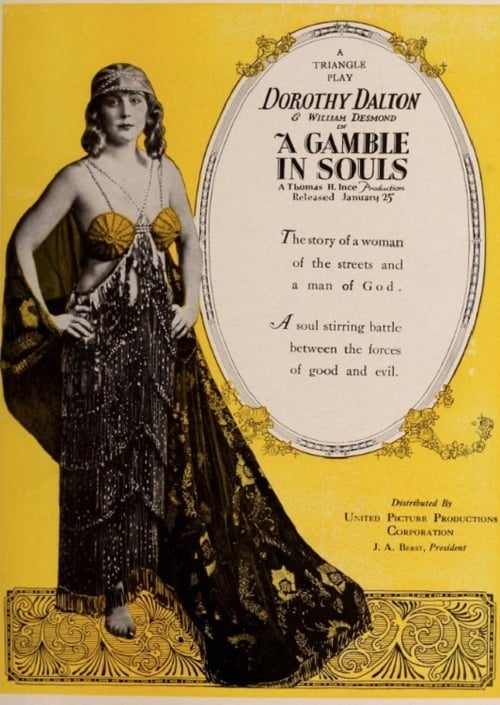 A
TRIANGLE
PLAY
DOROTHY DALTON
& WILLIAM DESMOND
IN
"A GAMBLE
IN SOULS
A Thomas H. Ince Production
Released January 25
The story of a woman
of the streets and
a man of God.
A soul stirring battle
between the forces
of good and evil.
Distributed By
UNITED PICTURE PRODUCTIONS
CORPORATION
J. A. BERST, President